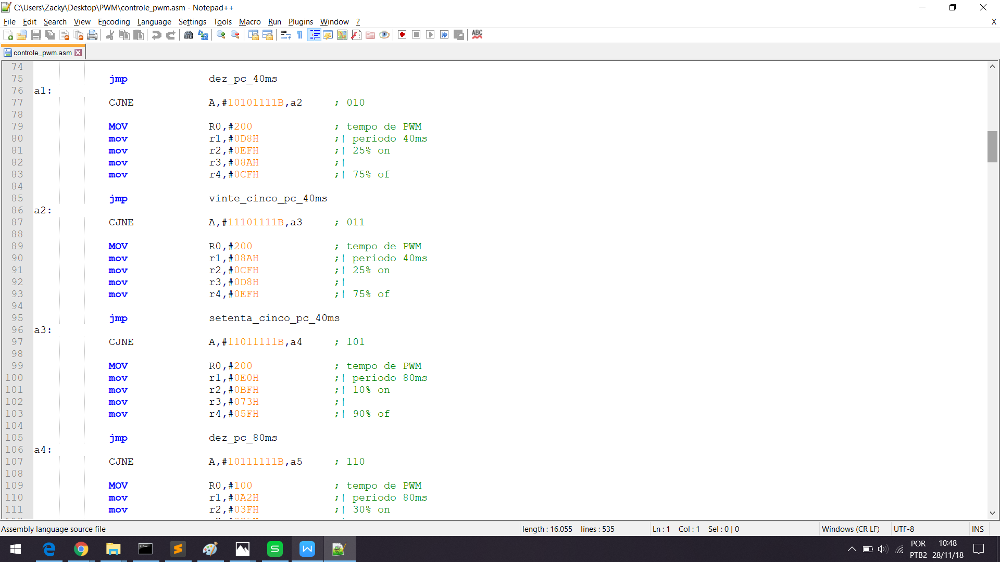 C:\Users\Zacky\Desktop\PWM\controle_pwm.asm - Notepad++
File Edit Search View Encoding Language Settings Tools Macro Run Plugins Window ? X
ABC
controle_pwm.asm
74
75 jmp dez_pc_40ms
76 a1:
77 CJNE A,#10101111B,a2 ; 010
78
79 MOV R0,#200 ; tempo de PWM
80 mov r1,#0D8H ;| periodo 40ms
81 mov r2,#0EFH ;| 25% on
82 mov r3,#08AH ;|
83 mov r4,#0CFH ;| 75% of
84
85 jmp vinte_cinco_pc_40ms
86 a2:
87 CJNE A,#11101111B,a3 ; 011
88
89 MOV R0,#200 ; tempo de PWM
90 mov r1,#08AH ;| periodo 40ms
91 mov r2,#0CFH ;| 25% on
92 mov r3,#0D8H ;|
93 mov r4,#0EFH ;| 75% of
94
95 jmp setenta_cinco_pc_40ms
96 a3:
97 CJNE A,#11011111B,a4 ; 101
98
99 MOV R0,#200 ; tempo de PWM
100 mov r1,#0E0H ;| periodo 80ms
101 mov r2,#0BFH ;| 10% on
102 mov r3,#073H ;|
103 mov r4,#05FH ;| 90% of
104
105 jmp dez_pc_80ms
106 a4:
107 CJNE A,#10111111B,a5 ; 110
108
109 MOV R0,#100 ; tempo de PWM
110 mov r1,#0A2H ;| periodo 80ms
111 mov r2,#03FH ;| 30% on
Assembly language source file length : 16.055 lines : 535 Ln : 1 Col : 1 Sel : 0 | 0 Windows (CR LF) UTF-8 INS
POR 10:48
PTB2 28/11/18